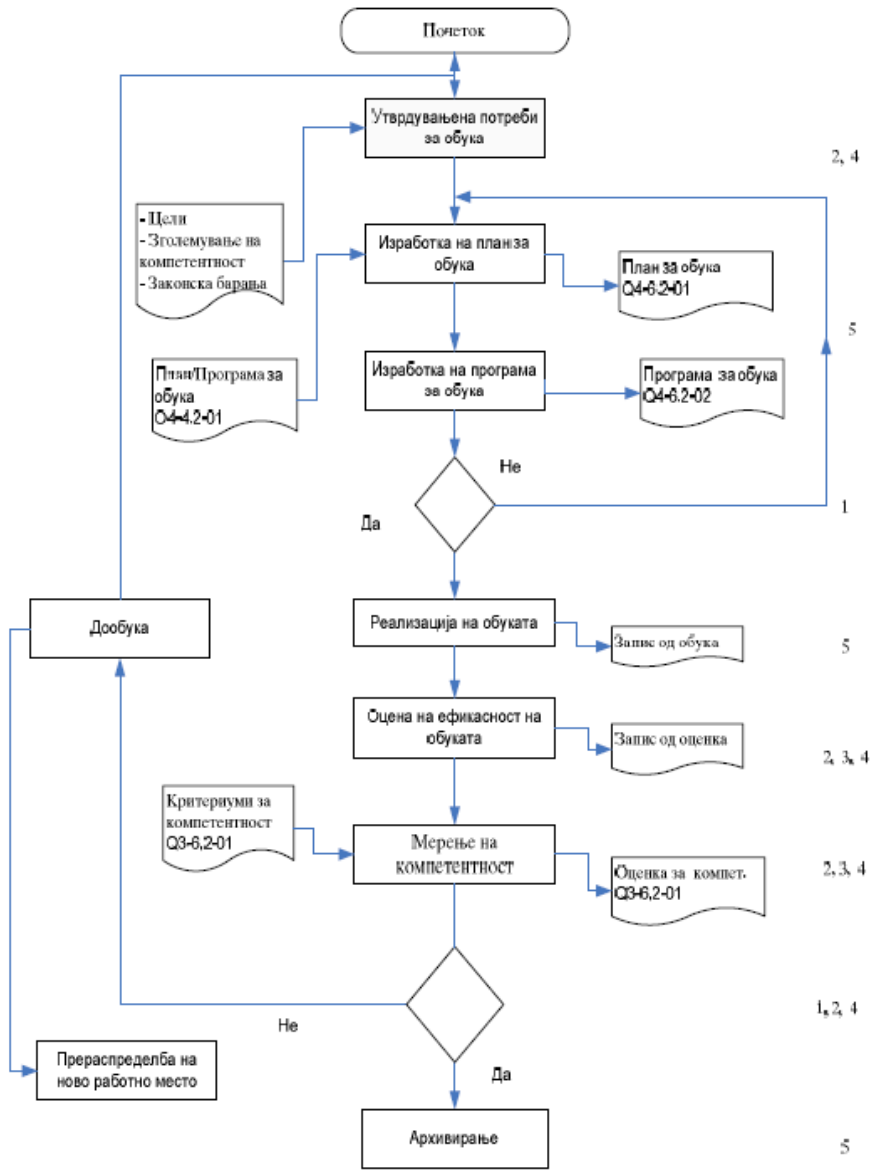 Почеток
Утврдувањена потреби
за обука
2, 4
- Цели
- Зголемување на
компетентност
- Законска барања
Изработка на план за
обука
План за обука
Q4-6.2-01
5
План/Програма за
обука
Q4-4.2-01
Изработка на програма
за обука
Програма за обука
Q4-6.2-02
Не
1
Да
Дообука
Реализација на обуката
Запис од обука
5
Оцена на ефикасност на
обуката
Запис од оценка
2, 3, 4
Критериуми за
компетентност
Q3-6,2-01
Мерење на
компетентност
Оценка за компет.
Q3-6,2-01
2, 3, 4
Не
1, 2, 4
Прераспределба на
ново работно место
Да
Архивирање
5